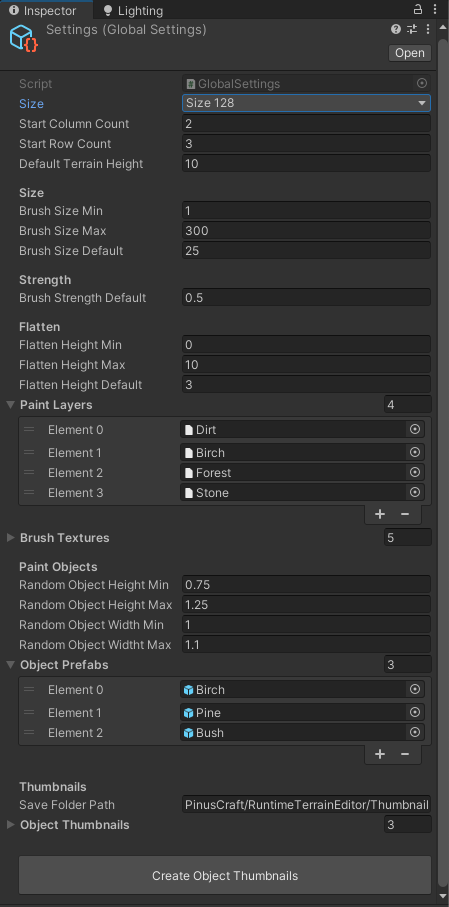 Inspector Lighting
Settings (Global Settings)
Open
Script GlobalSettings
Size Size 128
Start Column Count 2
Start Row Count 3
Default Terrain Height 10
Size
Brush Size Min 1
Brush Size Max 300
Brush Size Default 25
Strength
Brush Strength Default 0.5
Flatten
Flatten Height Min 0
Flatten Height Max 10
Flatten Height Default 3
Paint Layers 4
Element 0 Dirt
Element 1 Birch
Element 2 Forest
Element 3 Stone
Brush Textures 5
Paint Objects
Random Object Height Min 0.75
Random Object Height Max 1.25
Random Object Width Min 1
Random Object Widtht Max 1.1
Object Prefabs 3
Element 0 Birch
Element 1 Pine
Element 2 Bush
Thumbnails
Save Folder Path PinusCraft/RuntimeTerrainEditor/Thumbnail
Object Thumbnails 3
Create Object Thumbnails